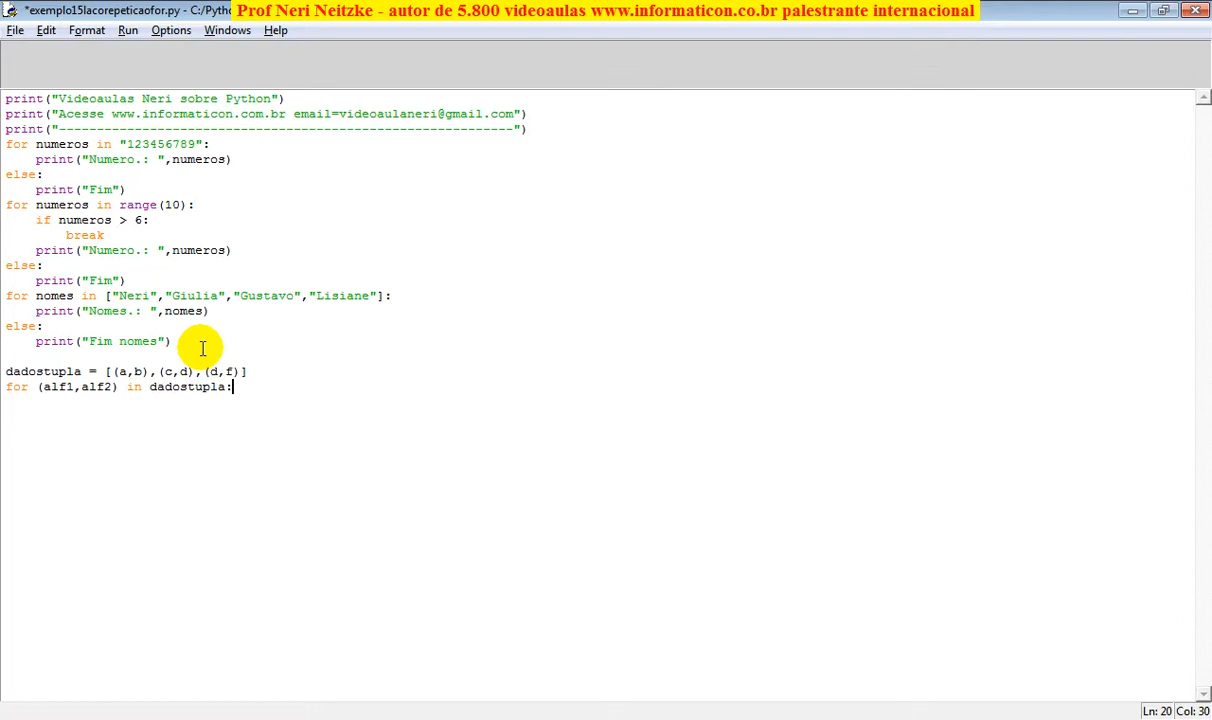 *exemplo15lacorepeticaofor.py - C:/Pytho
Prof Neri Neitzke - autor de 5.800 videoaulas www.informaticon.co.br palestrante internacional
File Edit Format Run Options Windows Help
print("Videoaulas Neri sobre Python")
print("Acesse www.informaticon.com.br email=videoaulaneri@gmail.com")
print("------------------------------------------------------------")
for numeros in "123456789":
    print("Numero.: ",numeros)
else:
    print("Fim")
for numeros in range(10):
    if numeros > 6:
        break
    print("Numero.: ",numeros)
else:
    print("Fim")
for nomes in ["Neri","Giulia","Gustavo","Lisiane"]:
    print("Nomes.: ",nomes)
else:
    print("Fim nomes")
dadostupla = [(a,b),(c,d),(d,f)]
for (alf1,alf2) in dadostupla:
Ln: 20 Col: 30